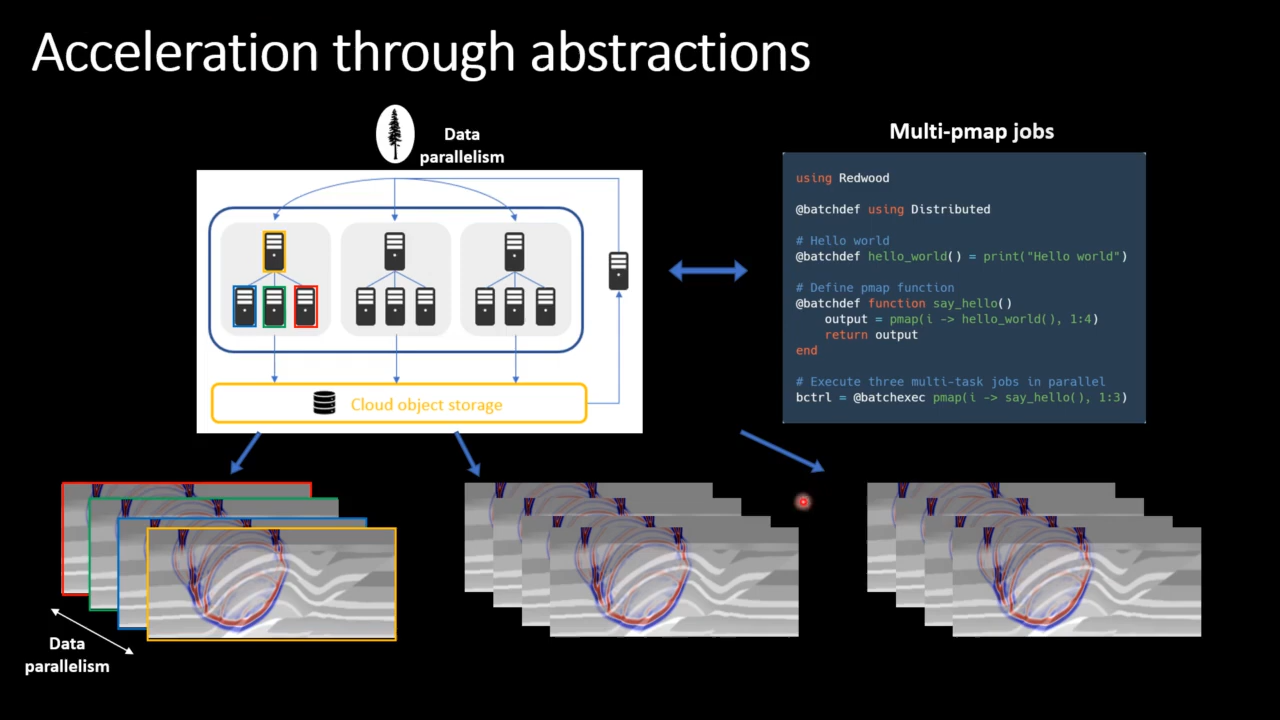 Acceleration through abstractions
Data
parallelism
Cloud object storage
Multi-pmap jobs
using Redwood
@batchdef using Distributed
# Hello world
@batchdef hello_world() = print("Hello world")
# Define pmap function
@batchdef function say_hello()
    output = pmap(i -> hello_world(), 1:4)
    return output
end
# Execute three multi-task jobs in parallel
bctrl = @batchexec pmap(i -> say_hello(), 1:3)
Data
parallelism